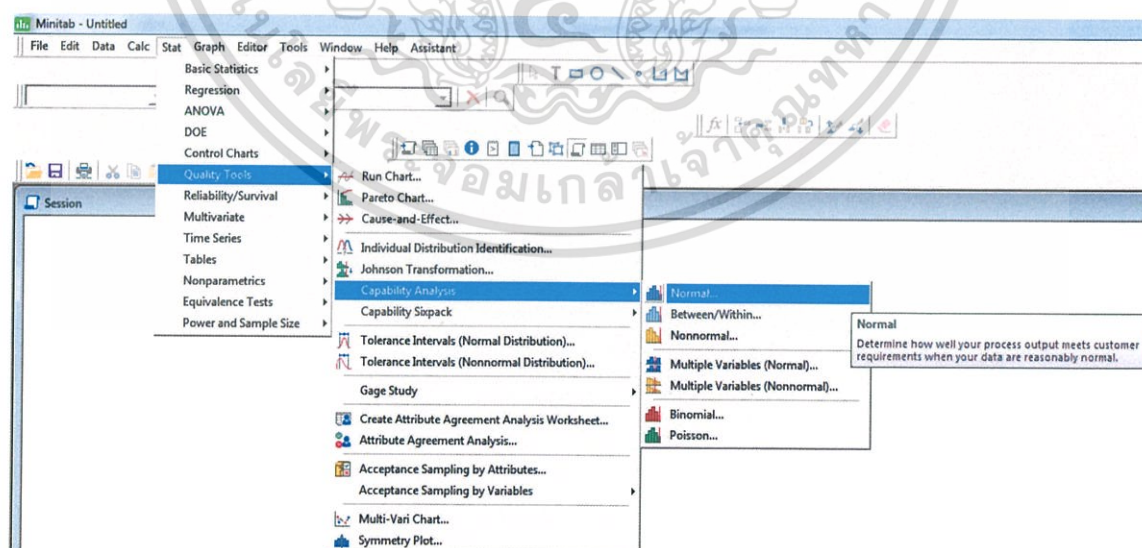 Minitab - Untitled
File Edit Data Calc Stat Graph Editor Tools Window Help Assistant
Basic Statistics
Regression
ANOVA
DOE
Control Charts
Quality Tools
Reliability/Survival
Multivariate
Time Series
Tables
Nonparametrics
Equivalence Tests
Power and Sample Size
Session
Run Chart...
Pareto Chart...
Cause-and-Effect...
Individual Distribution Identification...
Johnson Transformation...
Capability Analysis
Capability Sixpack
Tolerance Intervals (Normal Distribution)...
Tolerance Intervals (Nonnormal Distribution)...
Gage Study
Create Attribute Agreement Analysis Worksheet...
Attribute Agreement Analysis...
Acceptance Sampling by Attributes...
Acceptance Sampling by Variables
Multi-Vari Chart...
Symmetry Plot...
Normal...
Between/Within...
Nonnormal...
Multiple Variables (Normal)...
Multiple Variables (Nonnormal)...
Binomial...
Poisson...
Normal
Determine how well your process output meets customer
requirements when your data are reasonably normal.